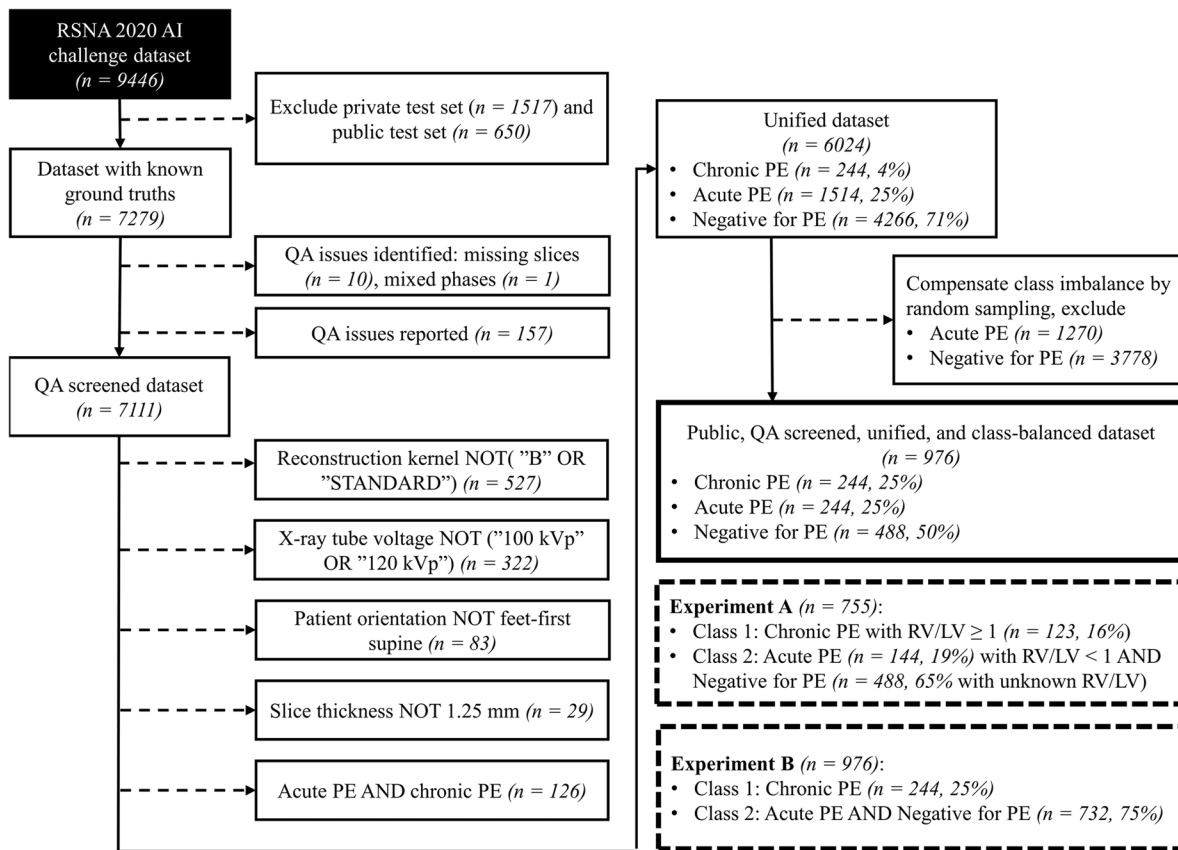 RSNA 2020 AI
challenge dataset
(n = 9446)
Exclude private test set (n = 1517) and
public test set (n = 650)
Dataset with known
ground truths
(n = 7279)
QA issues identified: missing slices
(n = 10), mixed phases (n = 1)
QA issues reported (n = 157)
QA screened dataset
(n = 7111)
Reconstruction kernel NOT( ”B” OR
”STANDARD”) (n = 527)
X-ray tube voltage NOT (”100 kVp”
OR ”120 kVp”) (n = 322)
Patient orientation NOT feet-first
supine (n = 83)
Slice thickness NOT 1.25 mm (n = 29)
Acute PE AND chronic PE (n = 126)
Unified dataset
(n = 6024)
• Chronic PE (n = 244, 4%)
• Acute PE (n = 1514, 25%)
• Negative for PE (n = 4266, 71%)
Compensate class imbalance by
random sampling, exclude
• Acute PE (n = 1270)
• Negative for PE (n = 3778)
Public, QA screened, unified, and class-balanced dataset
(n = 976)
• Chronic PE (n = 244, 25%)
• Acute PE (n = 244, 25%)
• Negative for PE (n = 488, 50%)
Experiment A (n = 755):
• Class 1: Chronic PE with RV/LV ≥ 1 (n = 123, 16%)
• Class 2: Acute PE (n = 144, 19%) with RV/LV < 1 AND
Negative for PE (n = 488, 65% with unknown RV/LV)
Experiment B (n = 976):
• Class 1: Chronic PE (n = 244, 25%)
• Class 2: Acute PE AND Negative for PE (n = 732, 75%)